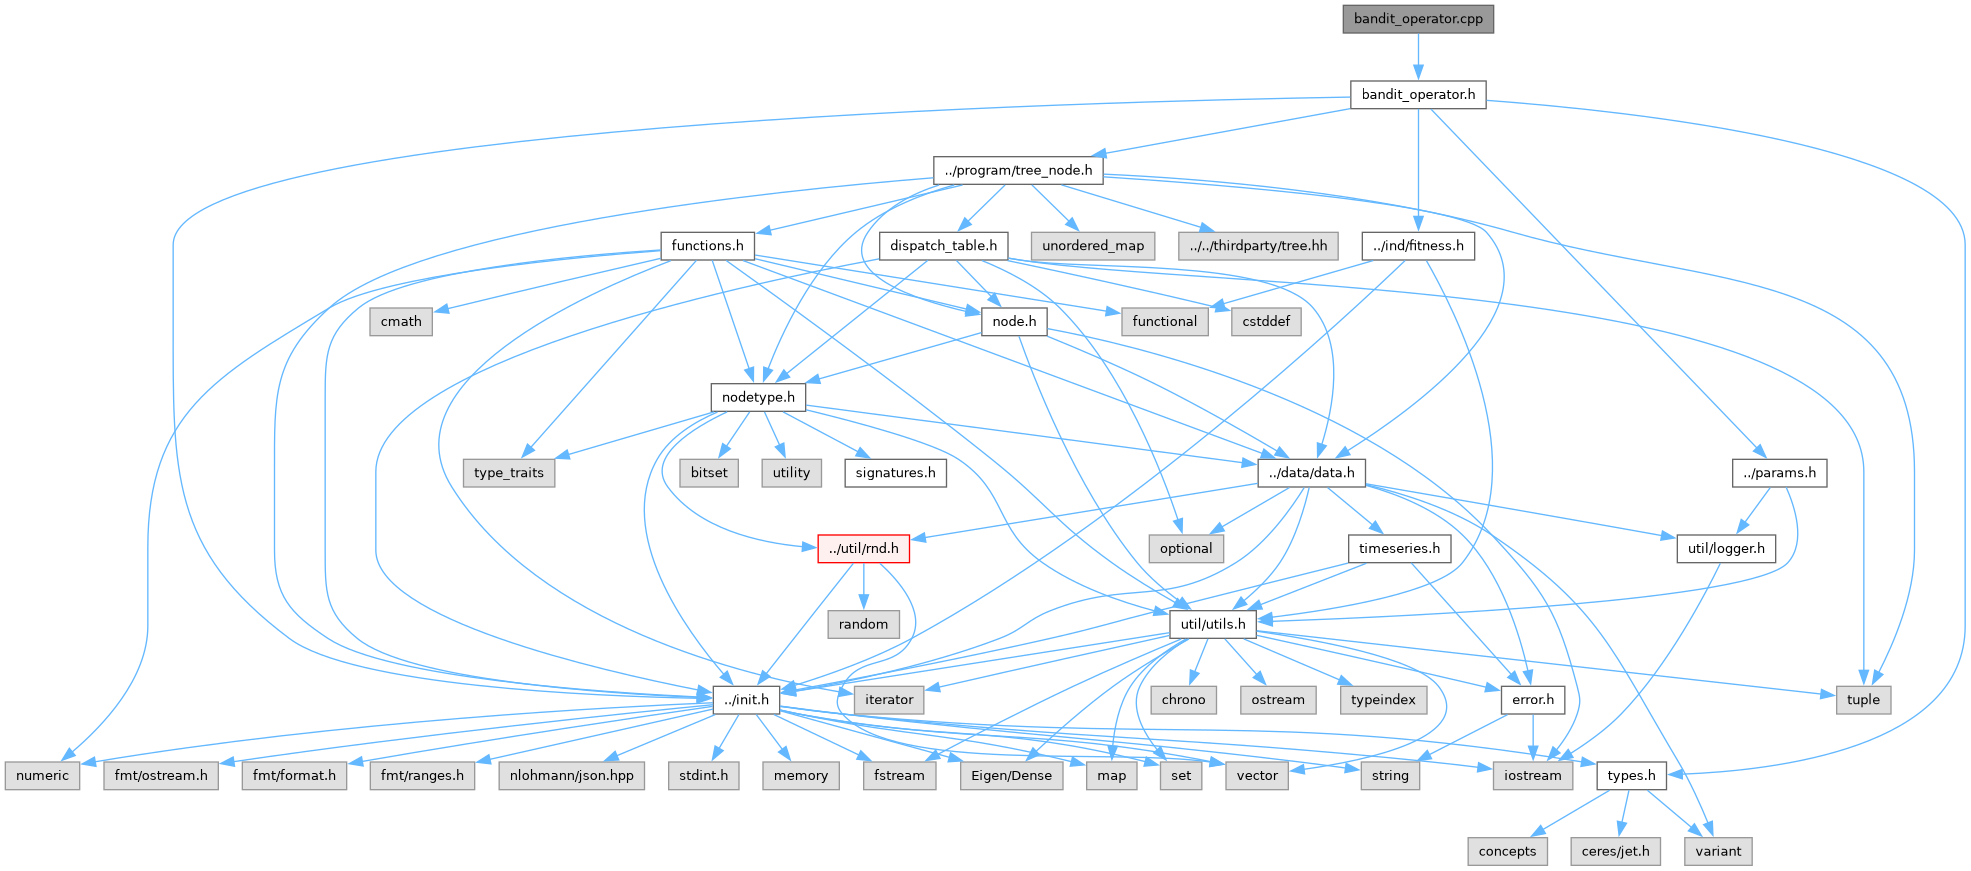 bandit_operator.cpp
bandit_operator.h
../program/tree_node.h
functions.h
dispatch_table.h
unordered_map
../../thirdparty/tree.hh
../ind/fitness.h
cmath
node.h
functional
cstddef
nodetype.h
type_traits
bitset
utility
signatures.h
../data/data.h
../params.h
../util/rnd.h
optional
timeseries.h
util/logger.h
random
util/utils.h
../init.h
iterator
chrono
ostream
typeindex
error.h
tuple
numeric
fmt/ostream.h
fmt/format.h
fmt/ranges.h
nlohmann/json.hpp
stdint.h
memory
fstream
Eigen/Dense
map
set
vector
string
iostream
types.h
concepts
ceres/jet.h
variant